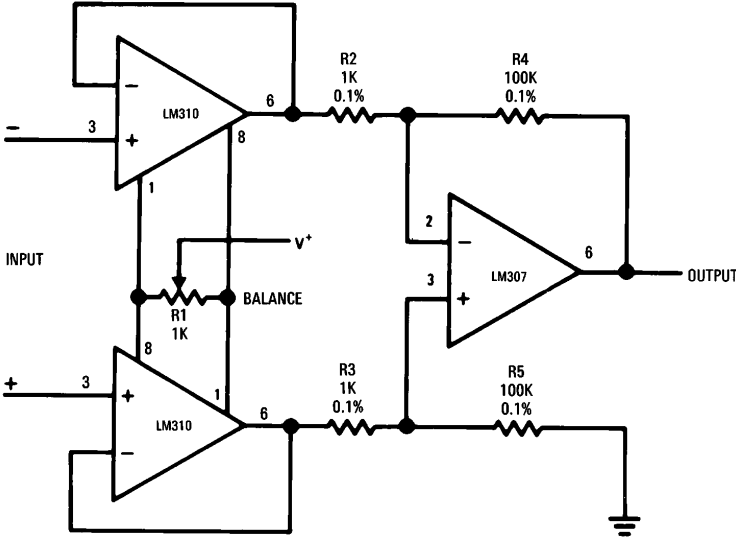 R2
1K
0.1%
R4
100K
0.1%
−
LM310
6
−
3
+
8
1
2
−
6
V+
INPUT
3
LM307
OUTPUT
+
BALANCE
R1
1K
8
R3
1K
0.1%
R5
100K
0.1%
+
3
+
1
LM310
6
−